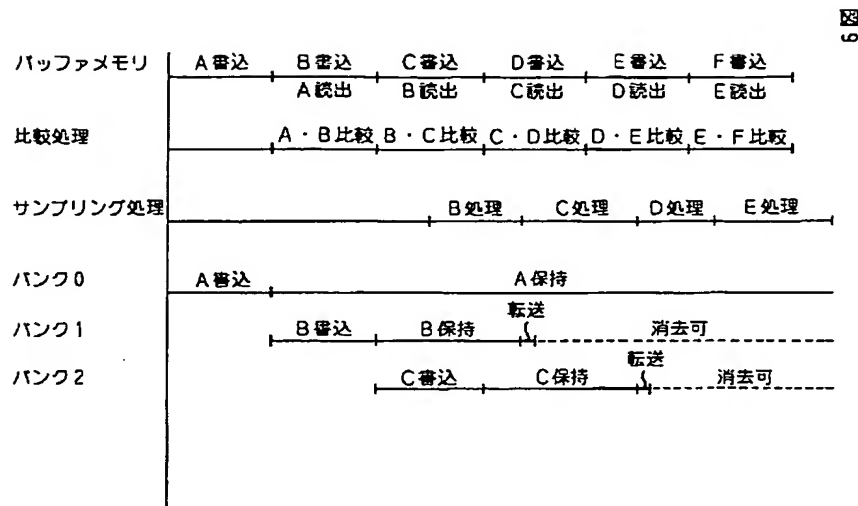 図6
バッファメモリ A書込 B書込 C書込 D書込 E書込 F書込
A読出 B読出 C読出 D読出 E読出
比較処理 A・B比較 B・C比較 C・D比較 D・E比較 E・F比較
サンプリング処理 B処理 C処理 D処理 E処理
バンク0 A書込 A保持
転送
バンク1 B書込 B保持 消去可
転送
バンク2 C書込 C保持 消去可